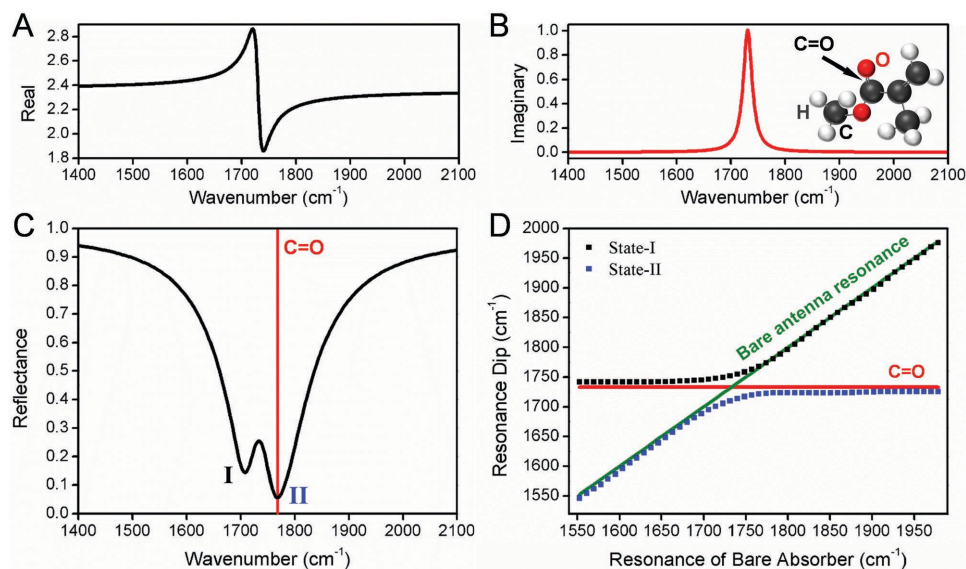 A
Real
2.8
2.6
2.4
2.2
2.0
1.8
1400 1500 1600 1700 1800 1900 2000 2100
Wavenumber (cm⁻¹)
B
Imaginary
1.0
0.8
0.6
0.4
0.2
0.0
1400 1500 1600 1700 1800 1900 2000 2100
Wavenumber (cm⁻¹)
C=O
O
H
C
C
Reflectance
1.0
0.9
0.8
0.7
0.6
0.5
0.4
0.3
0.2
0.1
0.0
C=O
I
II
1400 1500 1600 1700 1800 1900 2000 2100
Wavenumber (cm⁻¹)
D
Resonance Dip (cm⁻¹)
2000
1950
1900
1850
1800
1750
1700
1650
1600
1550
State-I
State-II
Bare antenna resonance
C=O
1550 1600 1650 1700 1750 1800 1850 1900 1950
Resonance of Bare Absorber (cm⁻¹)